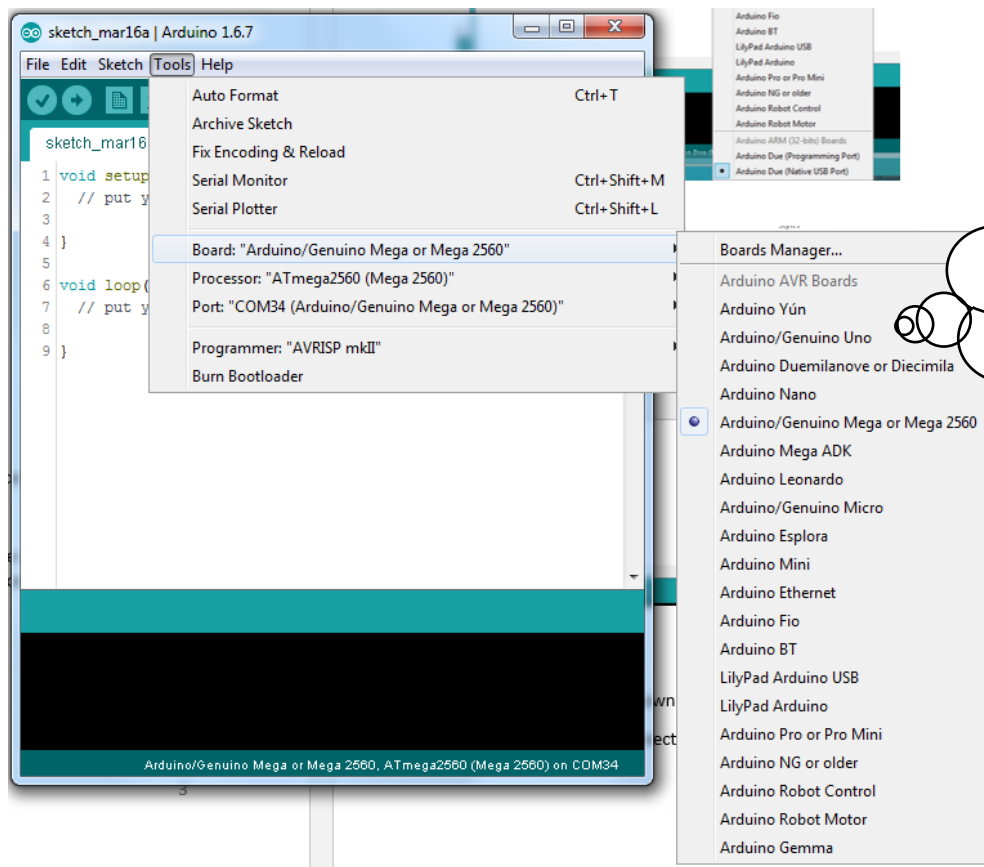 sketch_mar16a | Arduino 1.6.7
File Edit Sketch Tools Help
Auto Format Ctrl+T
Archive Sketch
Fix Encoding & Reload
Serial Monitor Ctrl+Shift+M
Serial Plotter Ctrl+Shift+L
Board: "Arduino/Genuino Mega or Mega 2560"
Processor: "ATmega2560 (Mega 2560)"
Port: "COM34 (Arduino/Genuino Mega or Mega 2560)"
Programmer: "AVRISP mkII"
Burn Bootloader
sketch_mar16
1 void setup
2 // put y
3
4 }
5
6 void loop(
7 // put y
8
9 }
Arduino/Genuino Mega or Mega 2560, ATmega2560 (Mega 2560) on COM34
3
wn
ect
Arduino Fio
Arduino BT
LilyPad Arduino USB
LilyPad Arduino
Arduino Pro or Pro Mini
Arduino NG or older
Arduino Robot Control
Arduino Robot Motor
Arduino ARM (32-bits) Boards
Arduino Due (Programming Port)
Arduino Due (Native USB Port)
Boards Manager...
Arduino AVR Boards
Arduino Yún
Arduino/Genuino Uno
Arduino Duemilanove or Diecimila
Arduino Nano
Arduino/Genuino Mega or Mega 2560
Arduino Mega ADK
Arduino Leonardo
Arduino/Genuino Micro
Arduino Esplora
Arduino Mini
Arduino Ethernet
Arduino Fio
Arduino BT
LilyPad Arduino USB
LilyPad Arduino
Arduino Pro or Pro Mini
Arduino NG or older
Arduino Robot Control
Arduino Robot Motor
Arduino Gemma